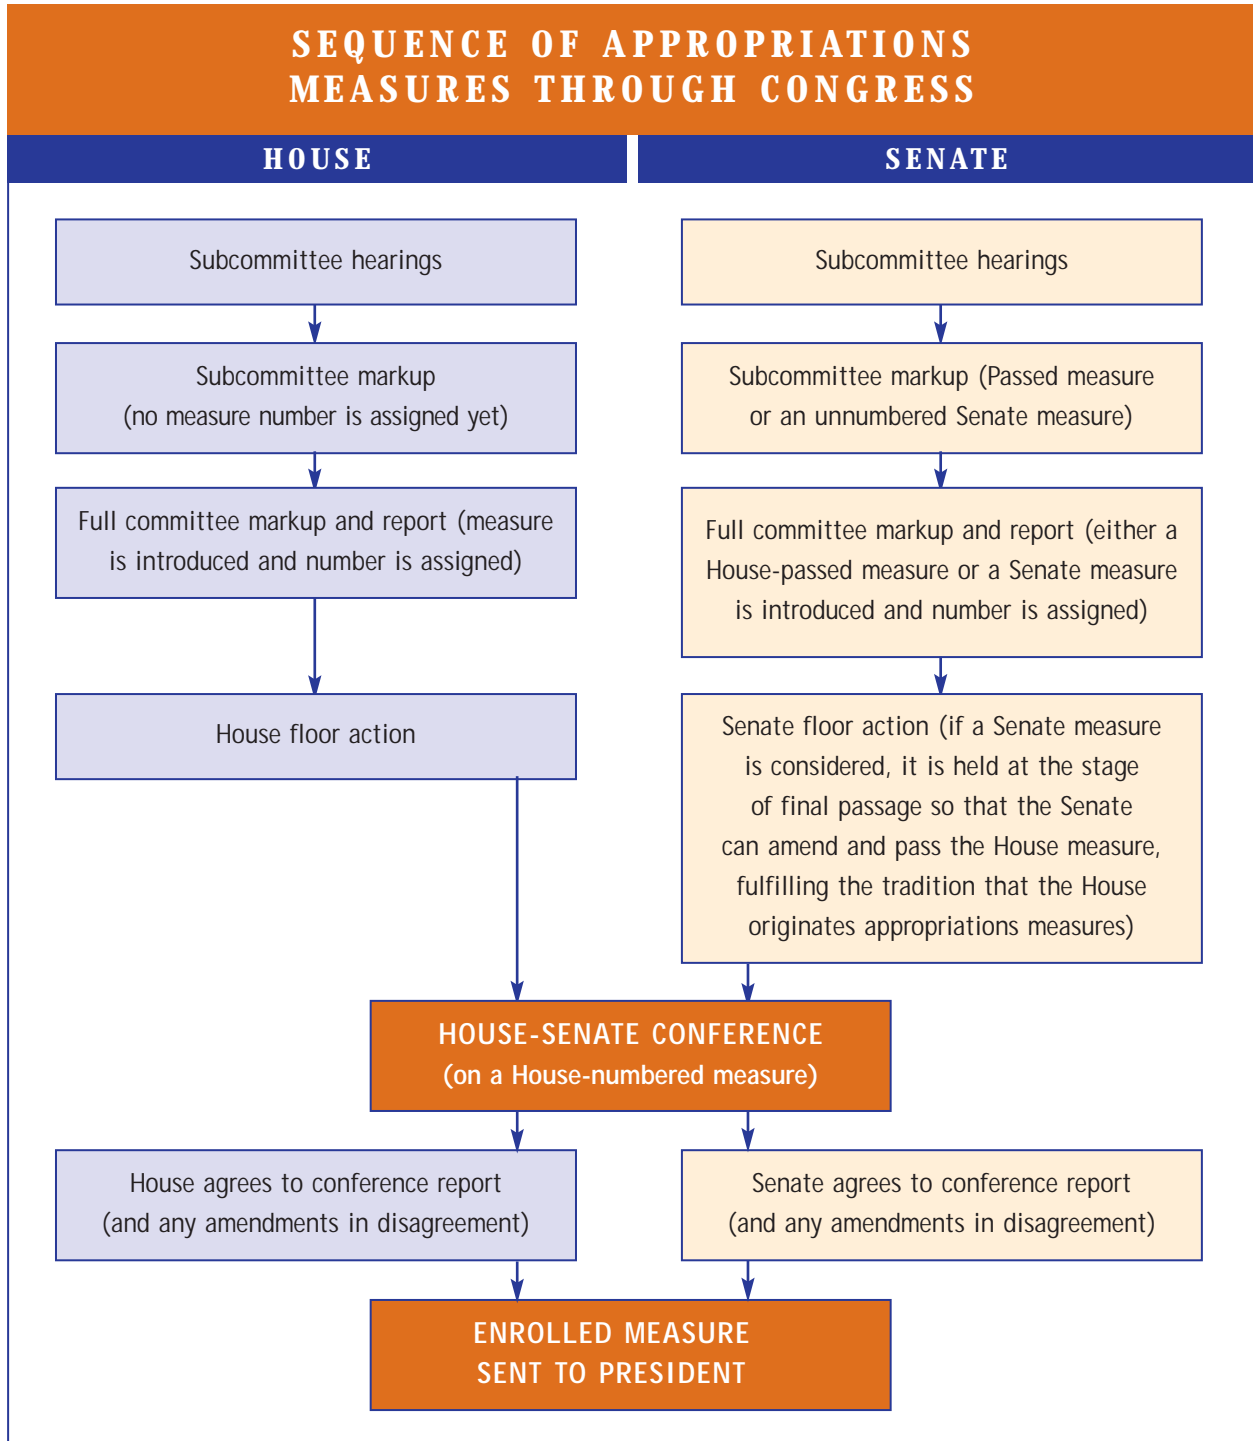 SEQUENCE OF APPROPRIATIONS
MEASURES THROUGH CONGRESS
HOUSE
Subcommittee hearings
Subcommittee markup
(no measure number is assigned yet)
Full committee markup and report (measure
is introduced and number is assigned)
House floor action
SENATE
Subcommittee hearings
Subcommittee markup (Passed measure
or an unnumbered Senate measure)
Full committee markup and report (either a
House-passed measure or a Senate measure
is introduced and number is assigned)
Senate floor action (if a Senate measure
is considered, it is held at the stage
of final passage so that the Senate
can amend and pass the House measure,
fulfilling the tradition that the House
originates appropriations measures)
HOUSE-SENATE CONFERENCE
(on a House-numbered measure)
House agrees to conference report
(and any amendments in disagreement)
Senate agrees to conference report
(and any amendments in disagreement)
ENROLLED MEASURE
SENT TO PRESIDENT